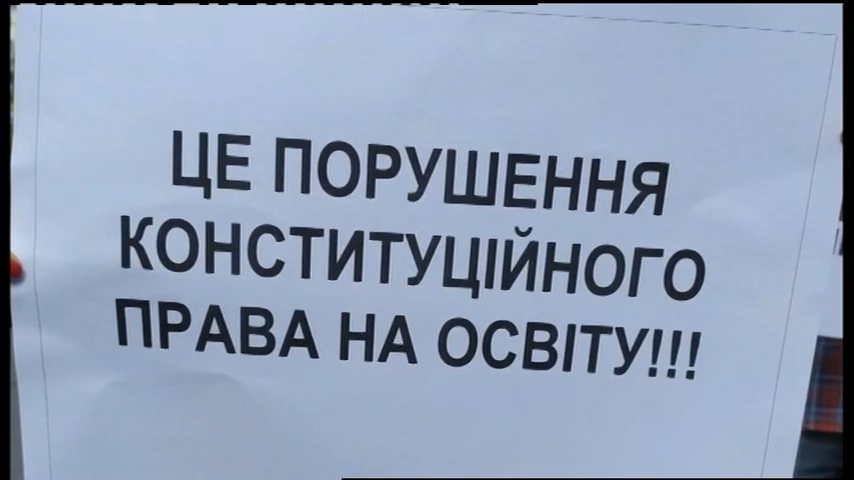 ЦЕ ПОРУШЕННЯ
КОНСТИТУЦІЙНОГО
ПРАВА НА ОСВІТУ!!!